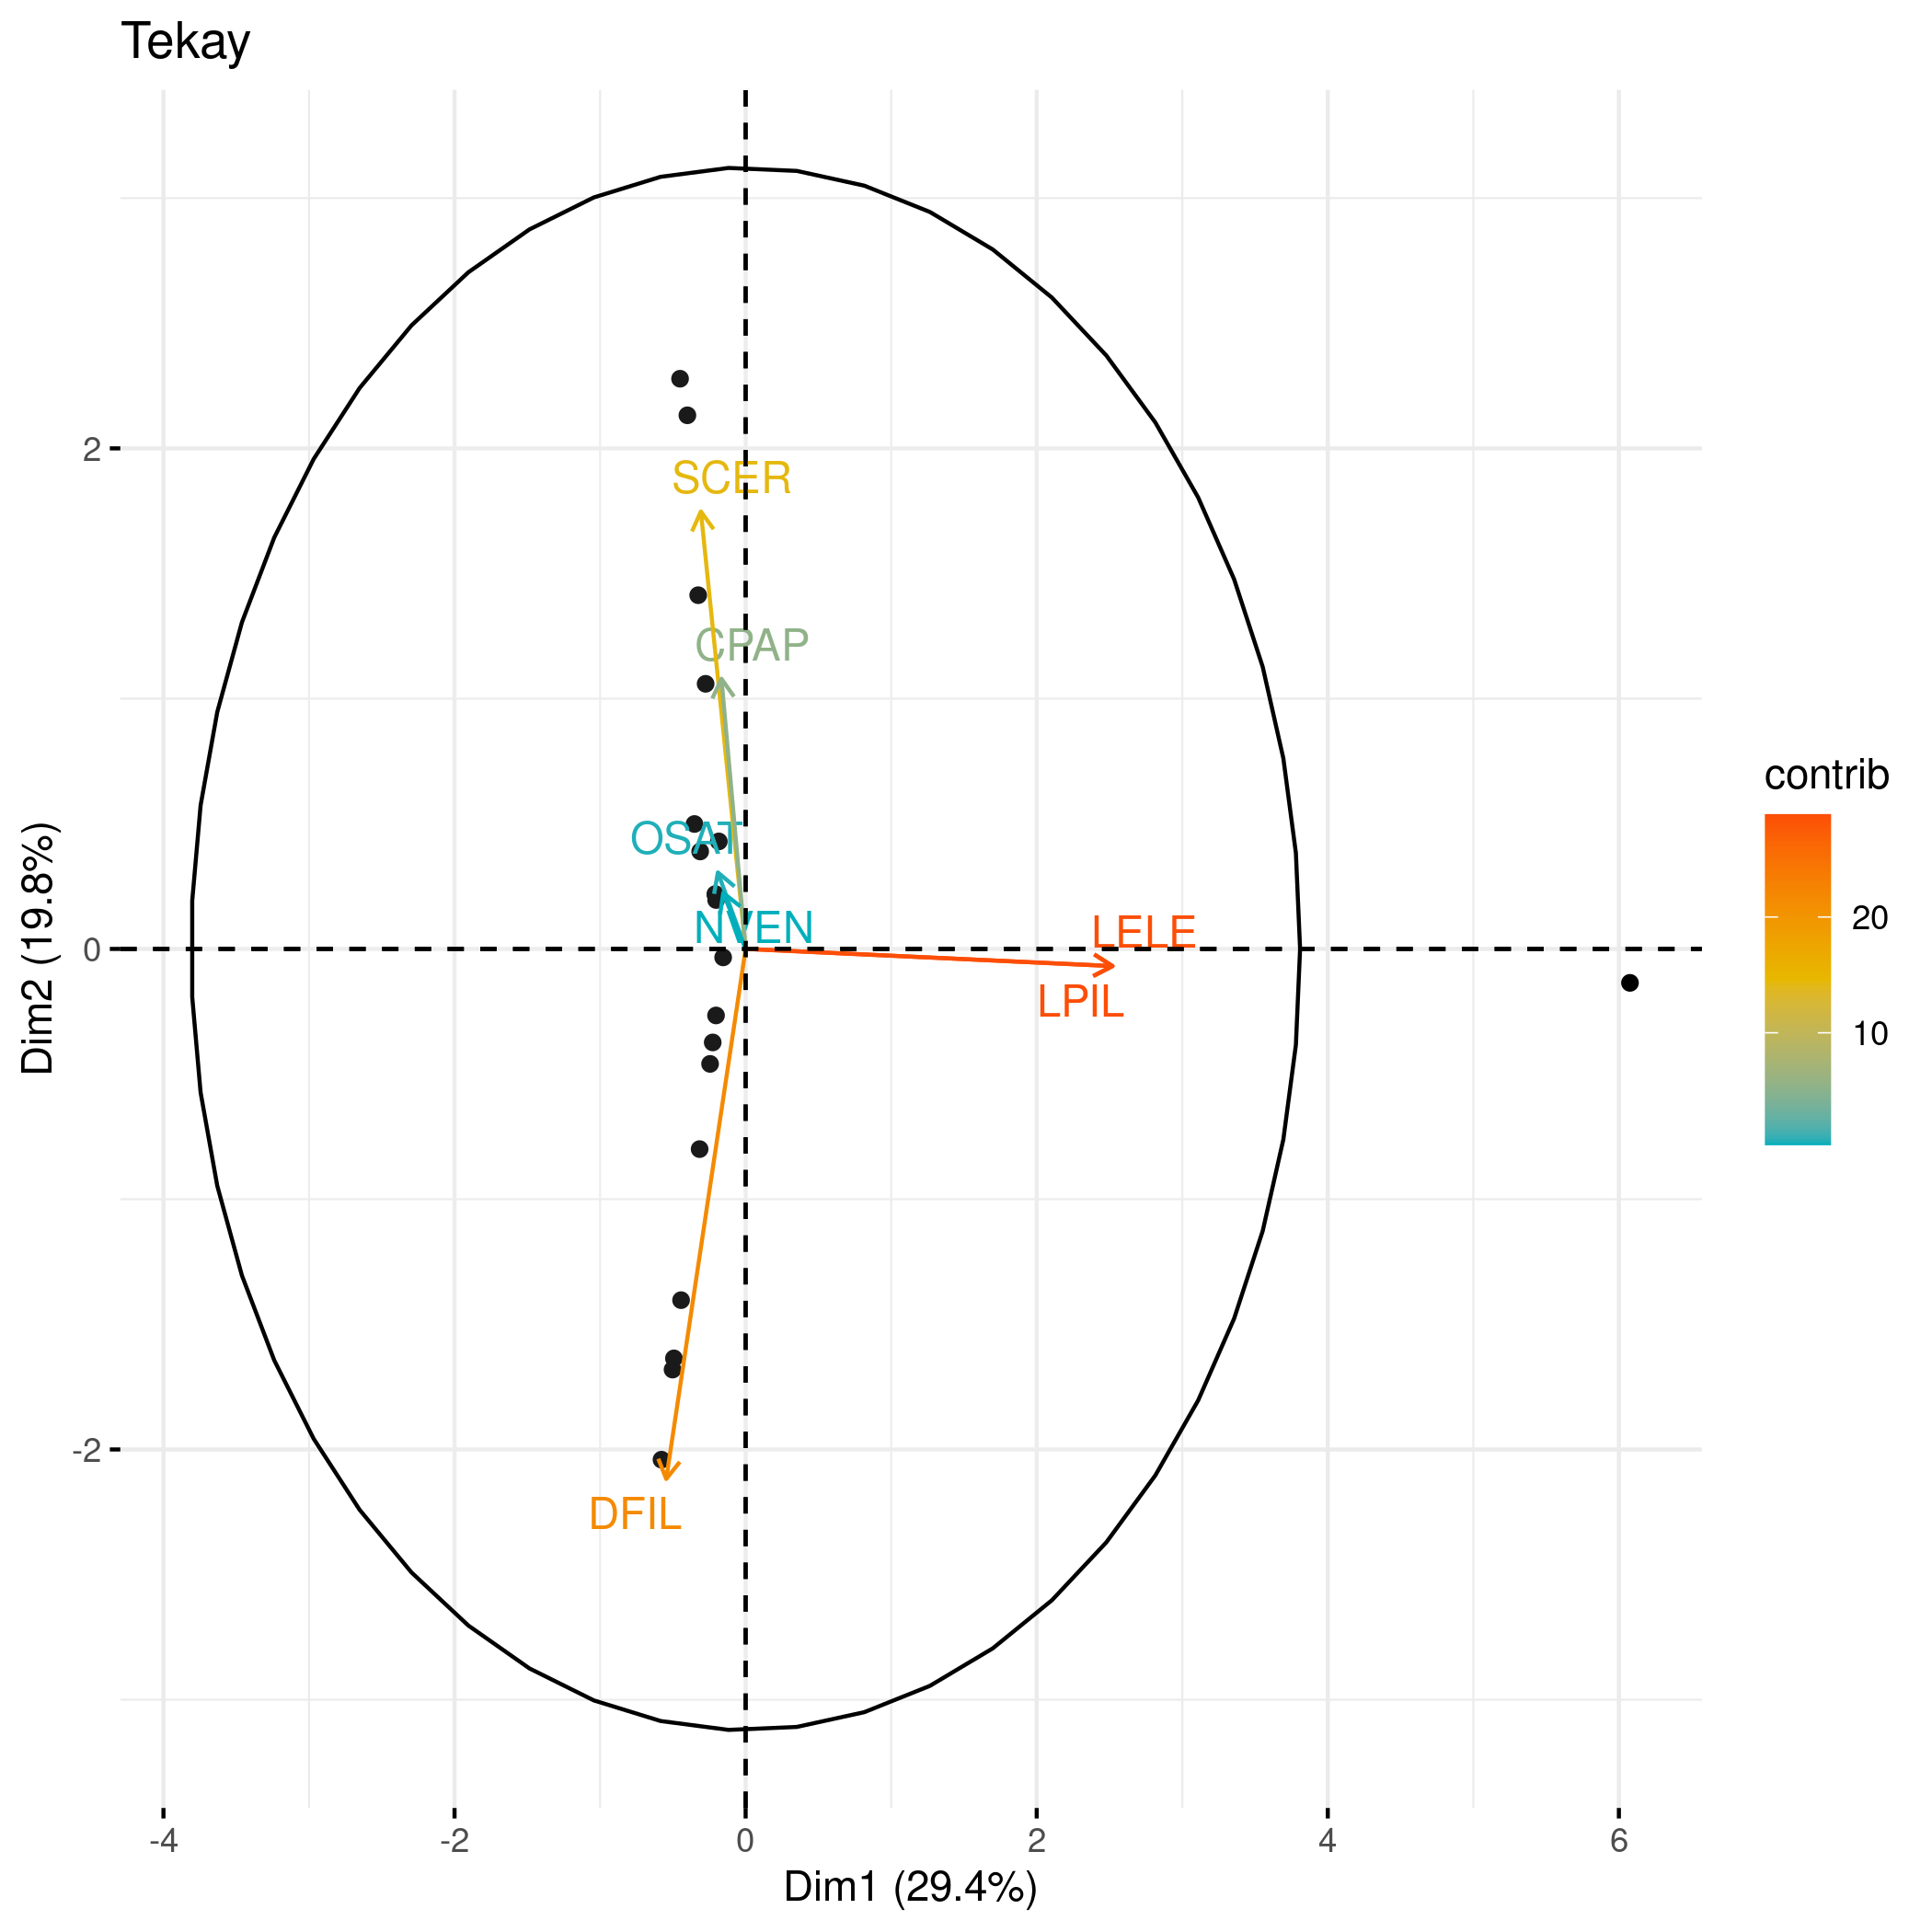 Tekay
SCER
CPAP
OSAT
NVEN
LELE
LPIL
DFIL
2
0
-2
-4
-2
0
2
4
6
Dim1 (29.4%)
Dim2 (19.8%)
contrib
20
10